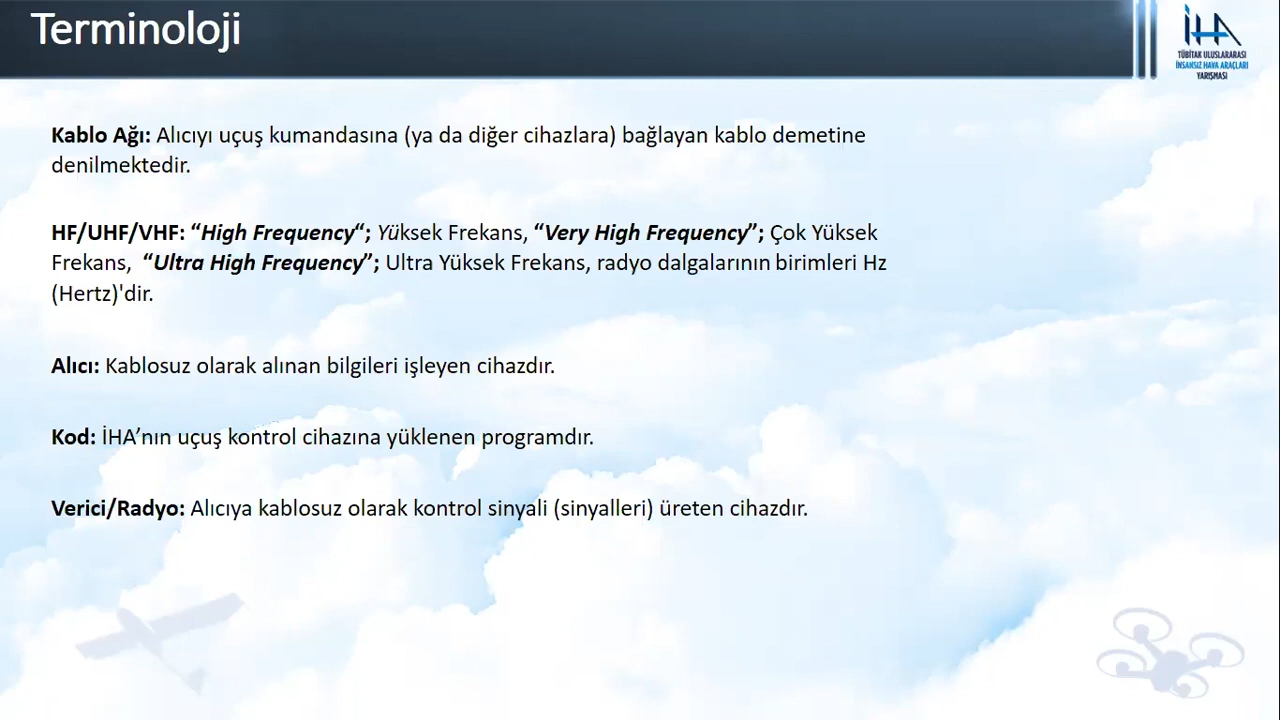 Terminoloji
İHA
TÜBİTAK ULUSLARARASI
İNSANSIZ HAVA ARAÇLARI
YARIŞMASI
Kablo Ağı: Alıcıyı uçuş kumandasına (ya da diğer cihazlara) bağlayan kablo demetine
denilmektedir.
HF/UHF/VHF: “High Frequency“; Yüksek Frekans, “Very High Frequency”; Çok Yüksek
Frekans, “Ultra High Frequency”; Ultra Yüksek Frekans, radyo dalgalarının birimleri Hz
(Hertz)'dir.
Alıcı: Kablosuz olarak alınan bilgileri işleyen cihazdır.
Kod: İHA’nın uçuş kontrol cihazına yüklenen programdır.
Verici/Radyo: Alıcıya kablosuz olarak kontrol sinyali (sinyalleri) üreten cihazdır.